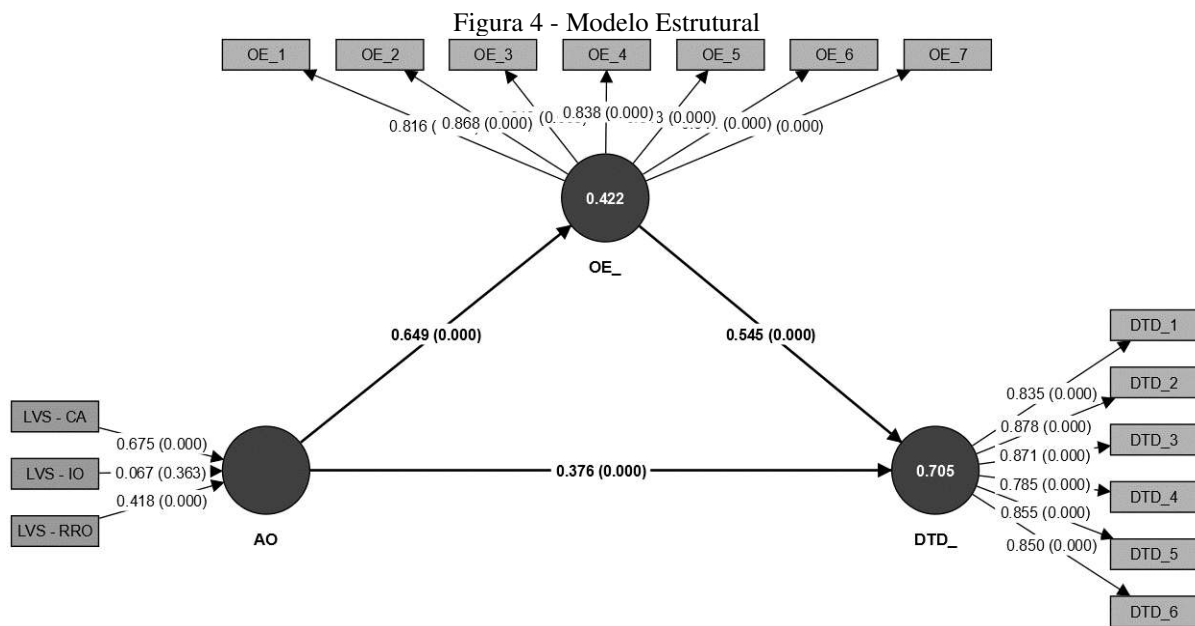 Figura 4 - Modelo Estrutural
OE_1 OE_2 OE_3 OE_4 OE_5 OE_6 OE_7
0.816 0.868 (0.000) 0.838 (0.000) (0.000) (0.000) (0.000)
0.422
OE_
0.649 (0.000) 0.545 (0.000)
LVS - CA
LVS - IO
LVS - RRO
0.675 (0.000)
0.067 (0.363)
0.418 (0.000)
AO
0.376 (0.000)
0.705
DTD_
0.835 (0.000)
0.878 (0.000)
0.871 (0.000)
0.785 (0.000)
0.855 (0.000)
0.850 (0.000)
DTD_1
DTD_2
DTD_3
DTD_4
DTD_5
DTD_6